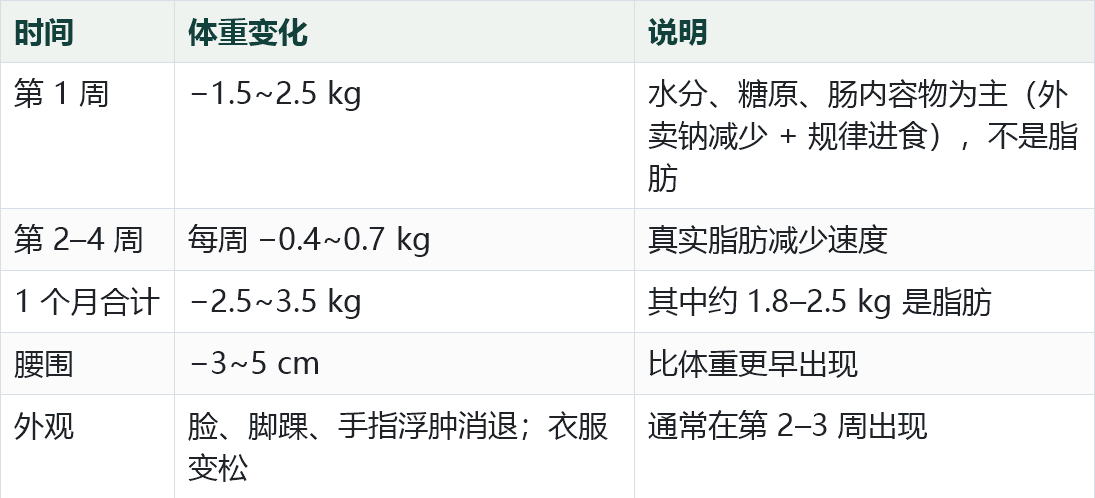 时间 体重变化 说明
第 1 周 −1.5~2.5 kg 水分、糖原、肠内容物为主（外
卖钠减少 + 规律进食），不是脂
肪
第 2–4 周 每周 −0.4~0.7 kg 真实脂肪减少速度
1 个月合计 −2.5~3.5 kg 其中约 1.8–2.5 kg 是脂肪
腰围 −3~5 cm 比体重更早出现
外观 脸、脚踝、手指浮肿消退；衣服 通常在第 2–3 周出现
变松